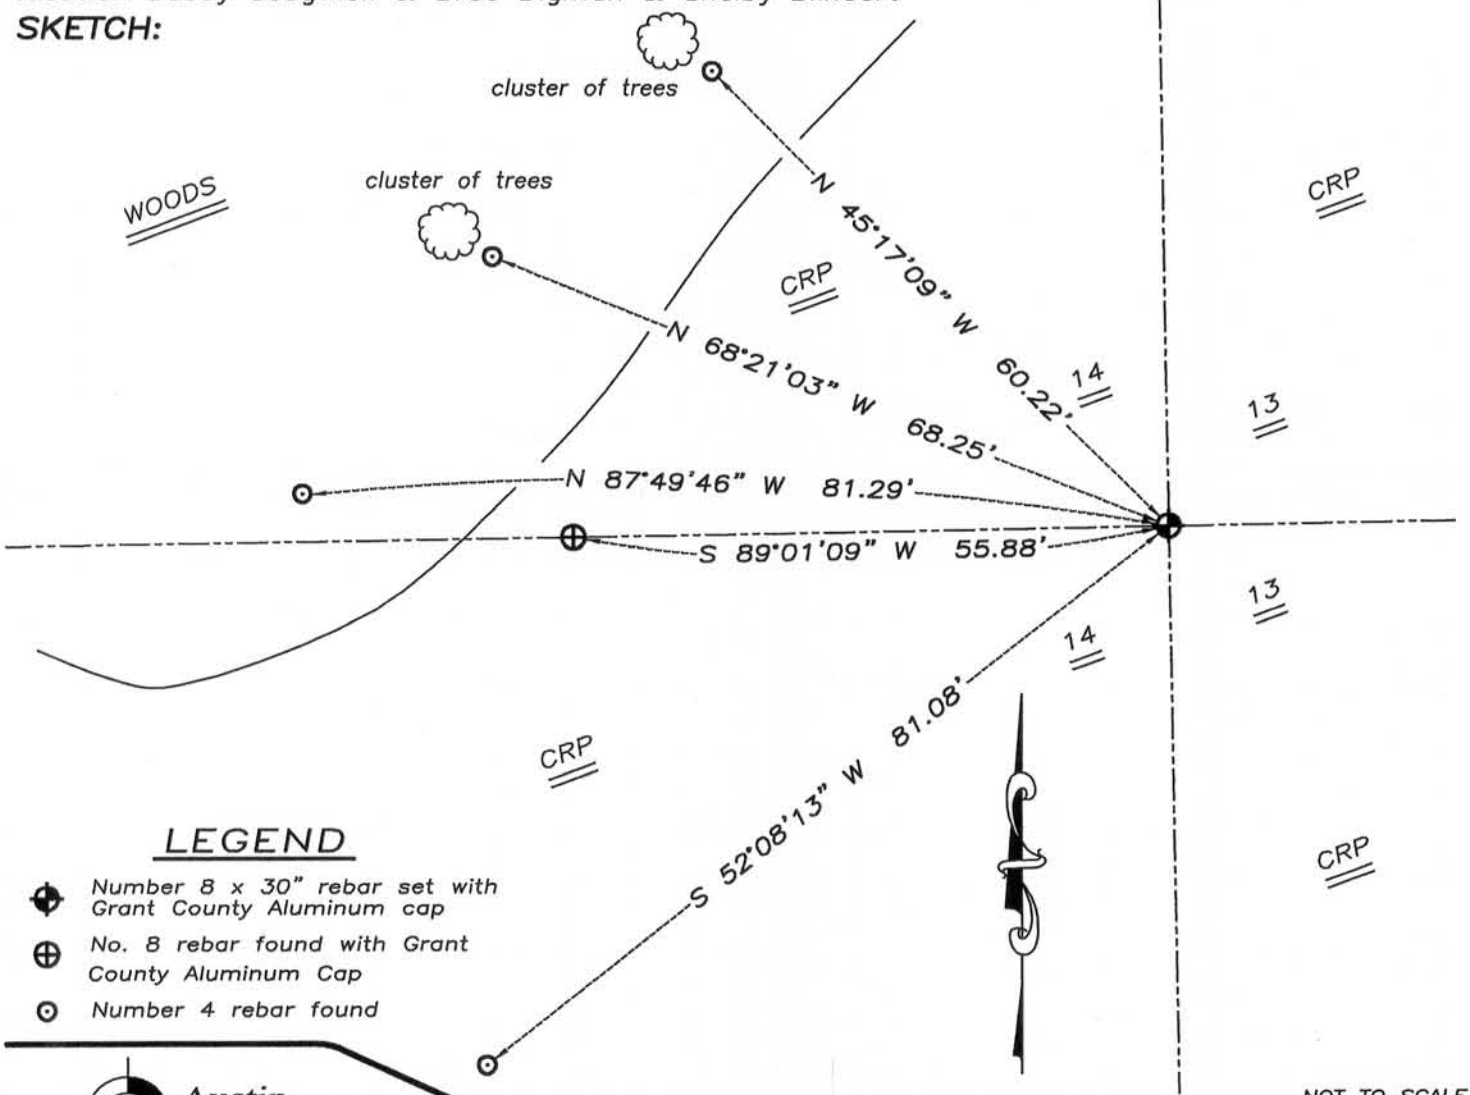 SKETCH:
cluster of trees
cluster of trees
WOODS
CRP
CRP
N 45°17'09" W 60.22'
N 68°21'03" W 68.25'
14
13
N 87°49'46" W 81.29'
S 89°01'09" W 55.88'
13
14
S 52°08'13" W 81.08'
CRP
CRP
LEGEND
Number 8 x 30" rebar set with
Grant County Aluminum cap
No. 8 rebar found with Grant
County Aluminum Cap
Number 4 rebar found
Austin
NOT TO SCALE